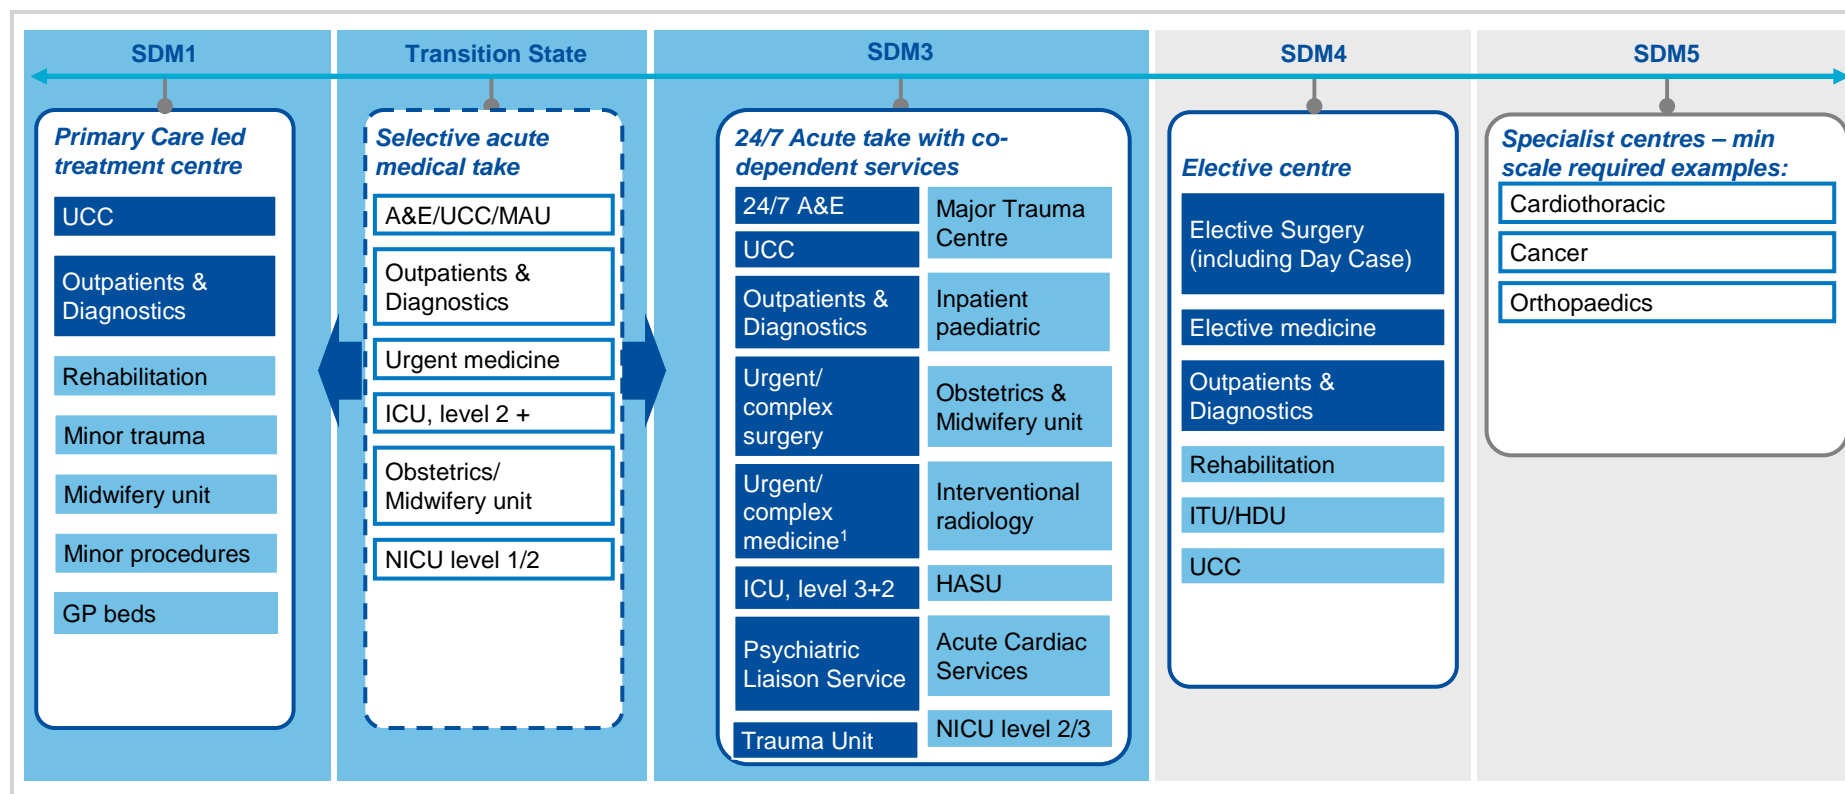 SDM1
Transition State
SDM3
SDM4
SDM5
Primary Care led
treatment centre
UCC
Outpatients &
Diagnostics
Rehabilitation
Minor trauma
Midwifery unit
Minor procedures
GP beds
Selective acute
medical take
A&E/UCC/MAU
Outpatients &
Diagnostics
Urgent medicine
ICU, level 2 +
Obstetrics/
Midwifery unit
NICU level 1/2
24/7 Acute take with co-
dependent services
24/7 A&E
UCC
Outpatients &
Diagnostics
Urgent/
complex
surgery
Urgent/
complex
medicine¹
ICU, level 3+2
Psychiatric
Liaison Service
Trauma Unit
Major Trauma
Centre
Inpatient
paediatric
Obstetrics &
Midwifery unit
Interventional
radiology
HASU
Acute Cardiac
Services
NICU level 2/3
Elective centre
Elective Surgery
(including Day Case)
Elective medicine
Outpatients &
Diagnostics
Rehabilitation
ITU/HDU
UCC
Specialist centres – min
scale required examples:
Cardiothoracic
Cancer
Orthopaedics